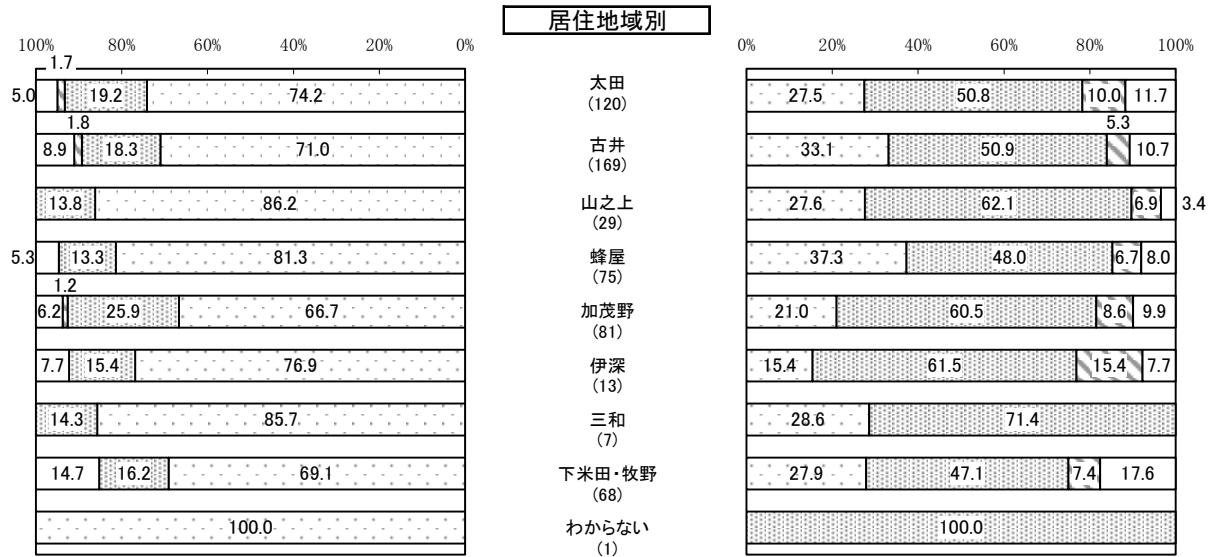 居住地域別
100% 80% 60% 40% 20% 0% 0% 20% 40% 60% 80% 100%
1.7
5.0 19.2 74.2 太田 27.5 50.8 10.0 11.7
(120)
1.8 5.3
8.9 18.3 71.0 古井 33.1 50.9 10.7
(169)
13.8 86.2 山之上 27.6 62.1 6.9 3.4
(29)
5.3 13.3 81.3 蜂屋 37.3 48.0 6.7 8.0
(75)
1.2
6.2 25.9 66.7 加茂野 21.0 60.5 8.6 9.9
(81)
7.7 15.4 76.9 伊深 15.4 61.5 15.4 7.7
(13)
14.3 85.7 三和 28.6 71.4
(7)
14.7 16.2 69.1 下米田・牧野 27.9 47.1 7.4 17.6
(68)
100.0 わからない 100.0
(1)